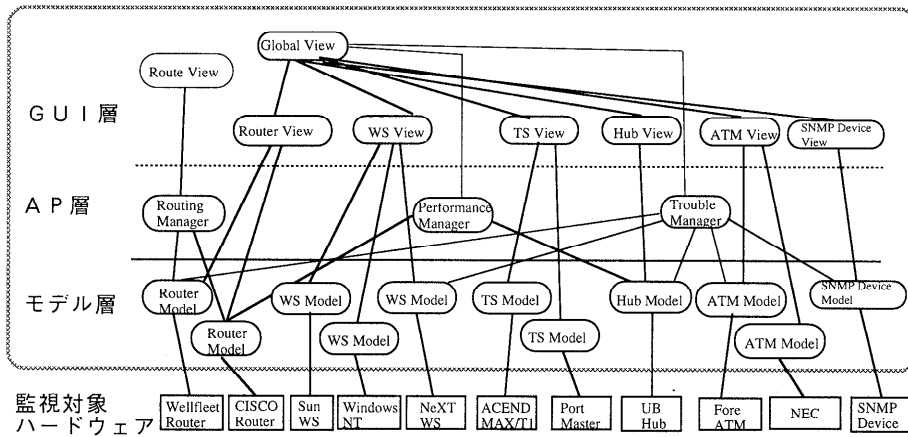 Global View
Route View
GUI層
Router View
WS View
TS View
Hub View
ATM View
SNMP Device
View
AP層
Routing
Manager
Performance
Manager
Trouble
Manager
モデル層
Router
Model
WS Model
WS Model
TS Model
Hub Model
ATM Model
SNMP Device
Model
Router
Model
WS Model
TS Model
ATM Model
監視対象
ハードウェア
Wellfleet
Router
CISCO
Router
Sun
WS
Windows
NT
NeXT
WS
ACEND
MAX/T1
Port
Master
UB
Hub
Fore
ATM
NEC
SNMP
Device